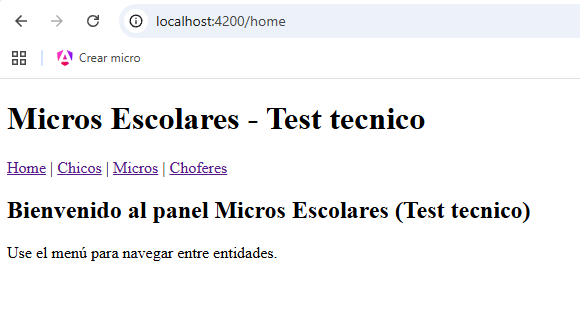 localhost:4200/home
Crear micro
Micros Escolares - Test tecnico
Home | Chicos | Micros | Choferes
Bienvenido al panel Micros Escolares (Test tecnico)
Use el menú para navegar entre entidades.